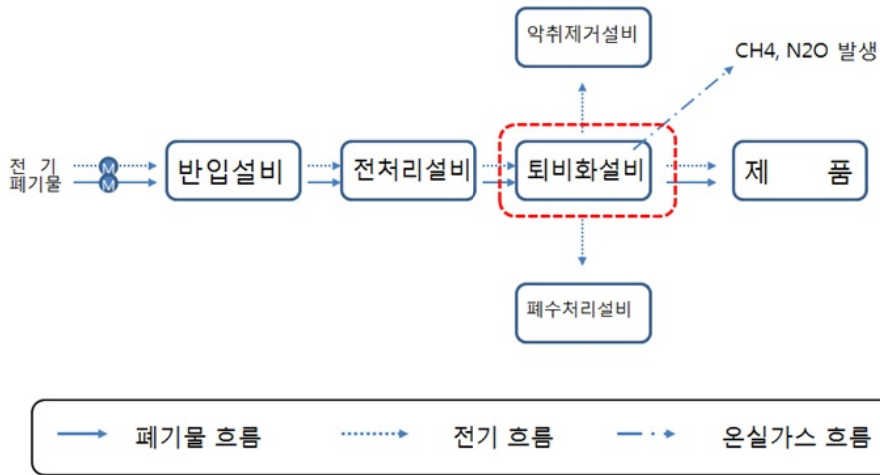 악취제거설비
CH4, N2O 발생
전 기
폐기물
M
M
반입설비
전처리설비
퇴비화설비
제 품
폐수처리설비
폐기물 흐름
전기 흐름
온실가스 흐름